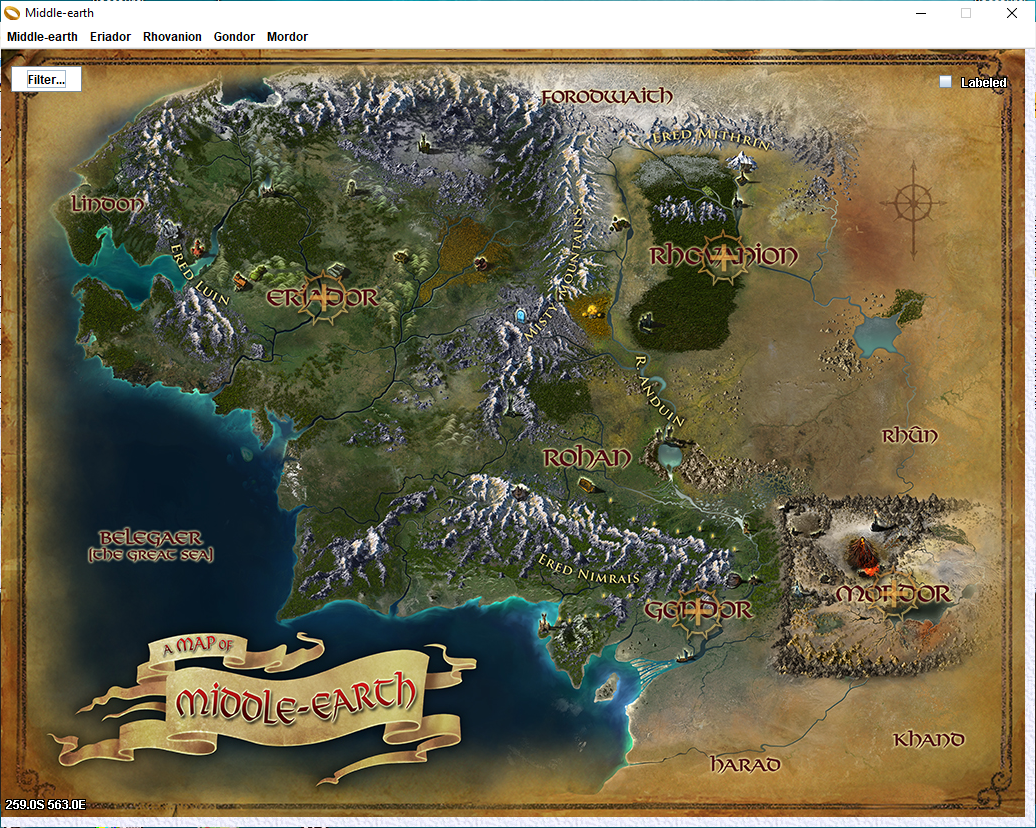 Middle-earth
Middle-earth Eriador Rhovanion Gondor Mordor
Filter...
Labeled
FORODWAITH
ERED MITHRIN
LINDON
MISTY MOUNTAINS
RHOVANION
ERED LUIN
ERIADOR
R. ANDUIN
RHÛN
ROHAN
BELEGAER
[THE GREAT SEA]
ERED NIMRAIS
MORDOR
GONDOR
A MAP OF
MIDDLE-EARTH
KHAND
HARAD
259.0S 563.0E